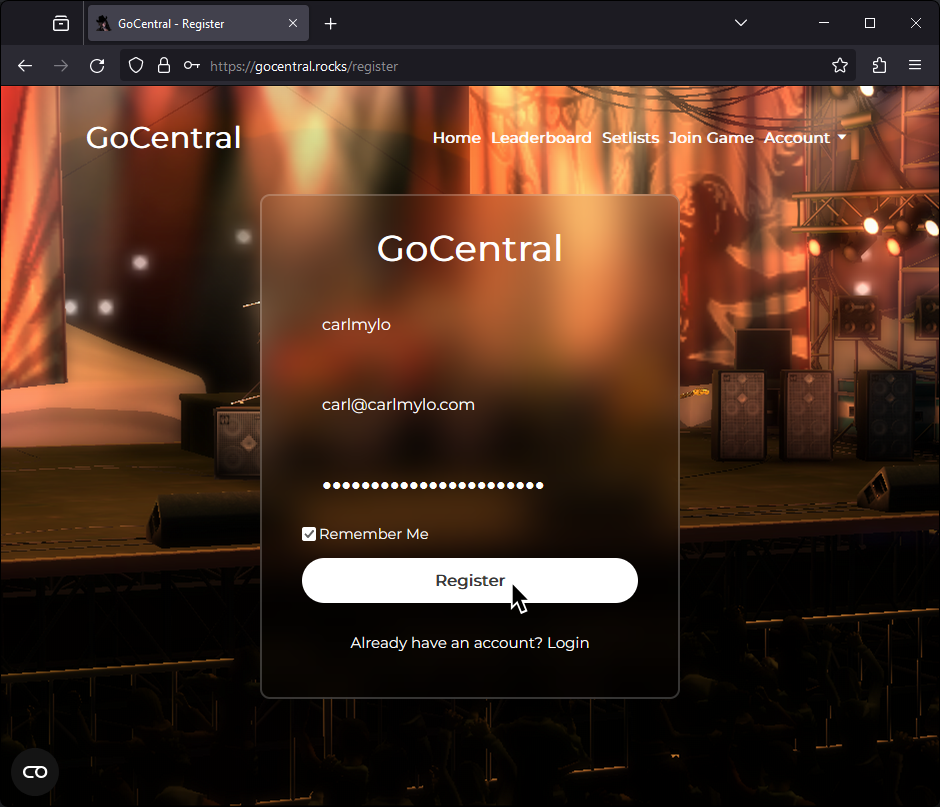 GoCentral - Register
https://gocentral.rocks/register
GoCentral
Home Leaderboard Setlists Join Game Account
GoCentral
carlmylo
carl@carlmylo.com
•••••••••••••••••••••••
Remember Me
Register
Already have an account? Login